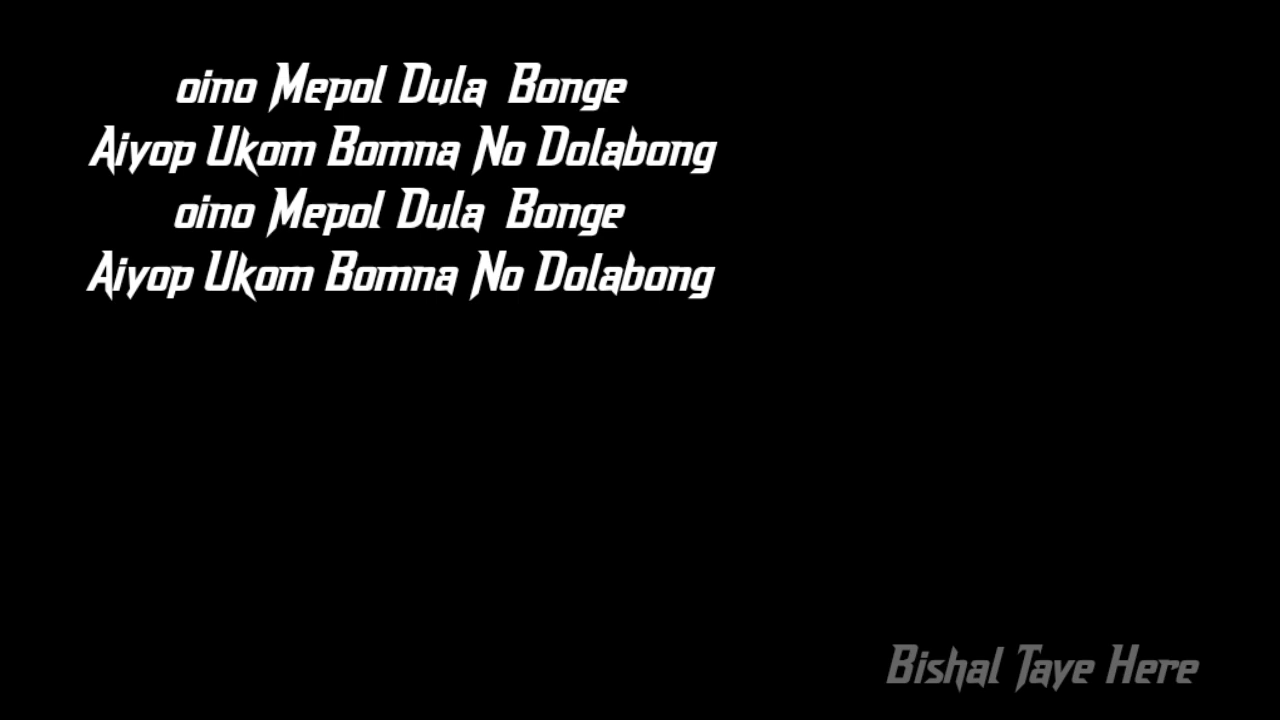 oino Mepol Dula Bonge
Aiyop Ukom Bomna No Dolabong
oino Mepol Dula Bonge
Aiyop Ukom Bomna No Dolabong
Bishal Taye Here